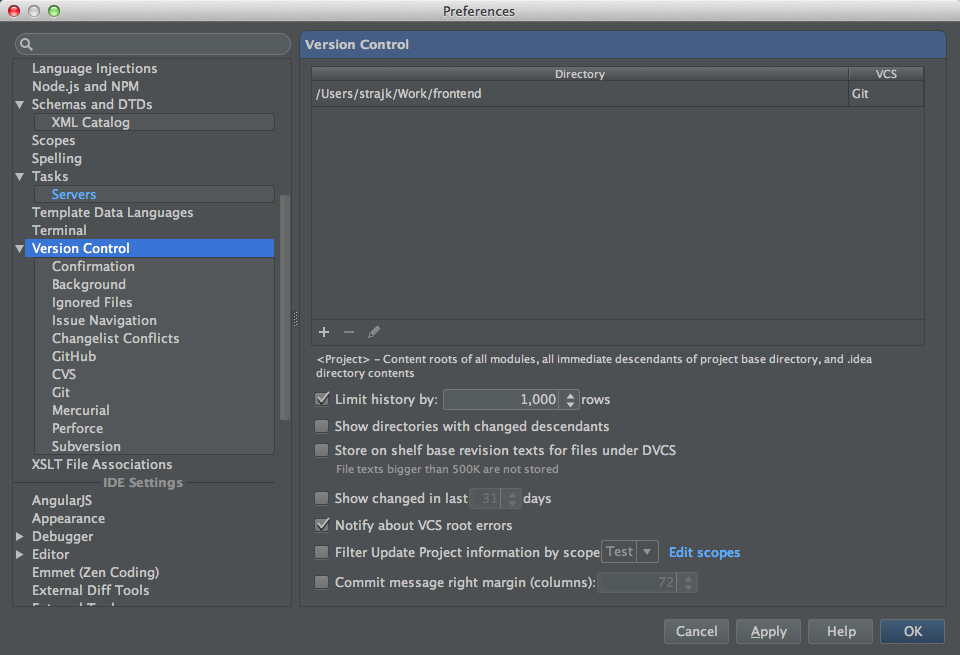 Preferences
Language Injections
Node.js and NPM
Schemas and DTDs
XML Catalog
Scopes
Spelling
Tasks
Servers
Template Data Languages
Terminal
Version Control
Confirmation
Background
Ignored Files
Issue Navigation
Changelist Conflicts
GitHub
CVS
Git
Mercurial
Perforce
Subversion
XSLT File Associations
IDE Settings
AngularJS
Appearance
Debugger
Editor
Emmet (Zen Coding)
External Diff Tools
Version Control
Directory VCS
/Users/strajk/Work/frontend Git
<Project> – Content roots of all modules, all immediate descendants of project base directory, and .idea
directory contents
Limit history by: 1,000 rows
Show directories with changed descendants
Store on shelf base revision texts for files under DVCS
File texts bigger than 500K are not stored
Show changed in last 31 days
Notify about VCS root errors
Filter Update Project information by scope Test Edit scopes
Commit message right margin (columns): 72
Cancel Apply Help OK